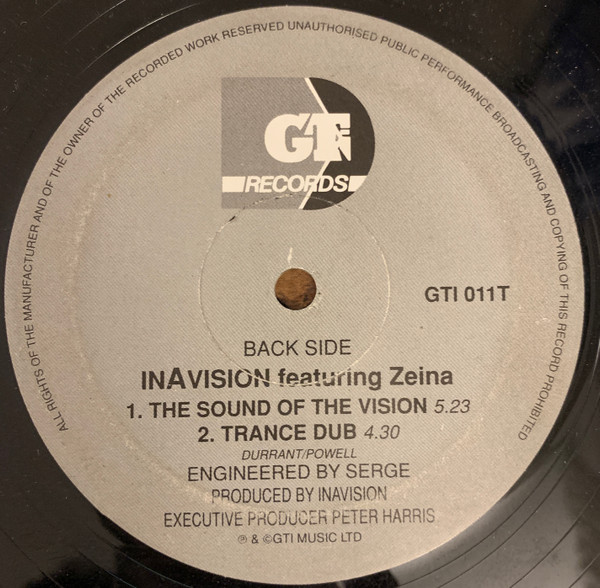 ALL RIGHTS OF THE MANUFACTURER AND OF THE OWNER OF THE RECORDED WORK RESERVED UNAUTHORISED PUBLIC PERFORMANCE BROADCASTING AND COPYING OF THIS RECORD PROHIBITED
GTI
RECORDS
GTI 011T
BACK SIDE
INAVISION featuring Zeina
1. THE SOUND OF THE VISION 5.23
2. TRANCE DUB 4.30
DURRANT/POWELL
ENGINEERED BY SERGE
PRODUCED BY INAVISION
EXECUTIVE PRODUCER PETER HARRIS
℗ & ©GTI MUSIC LTD